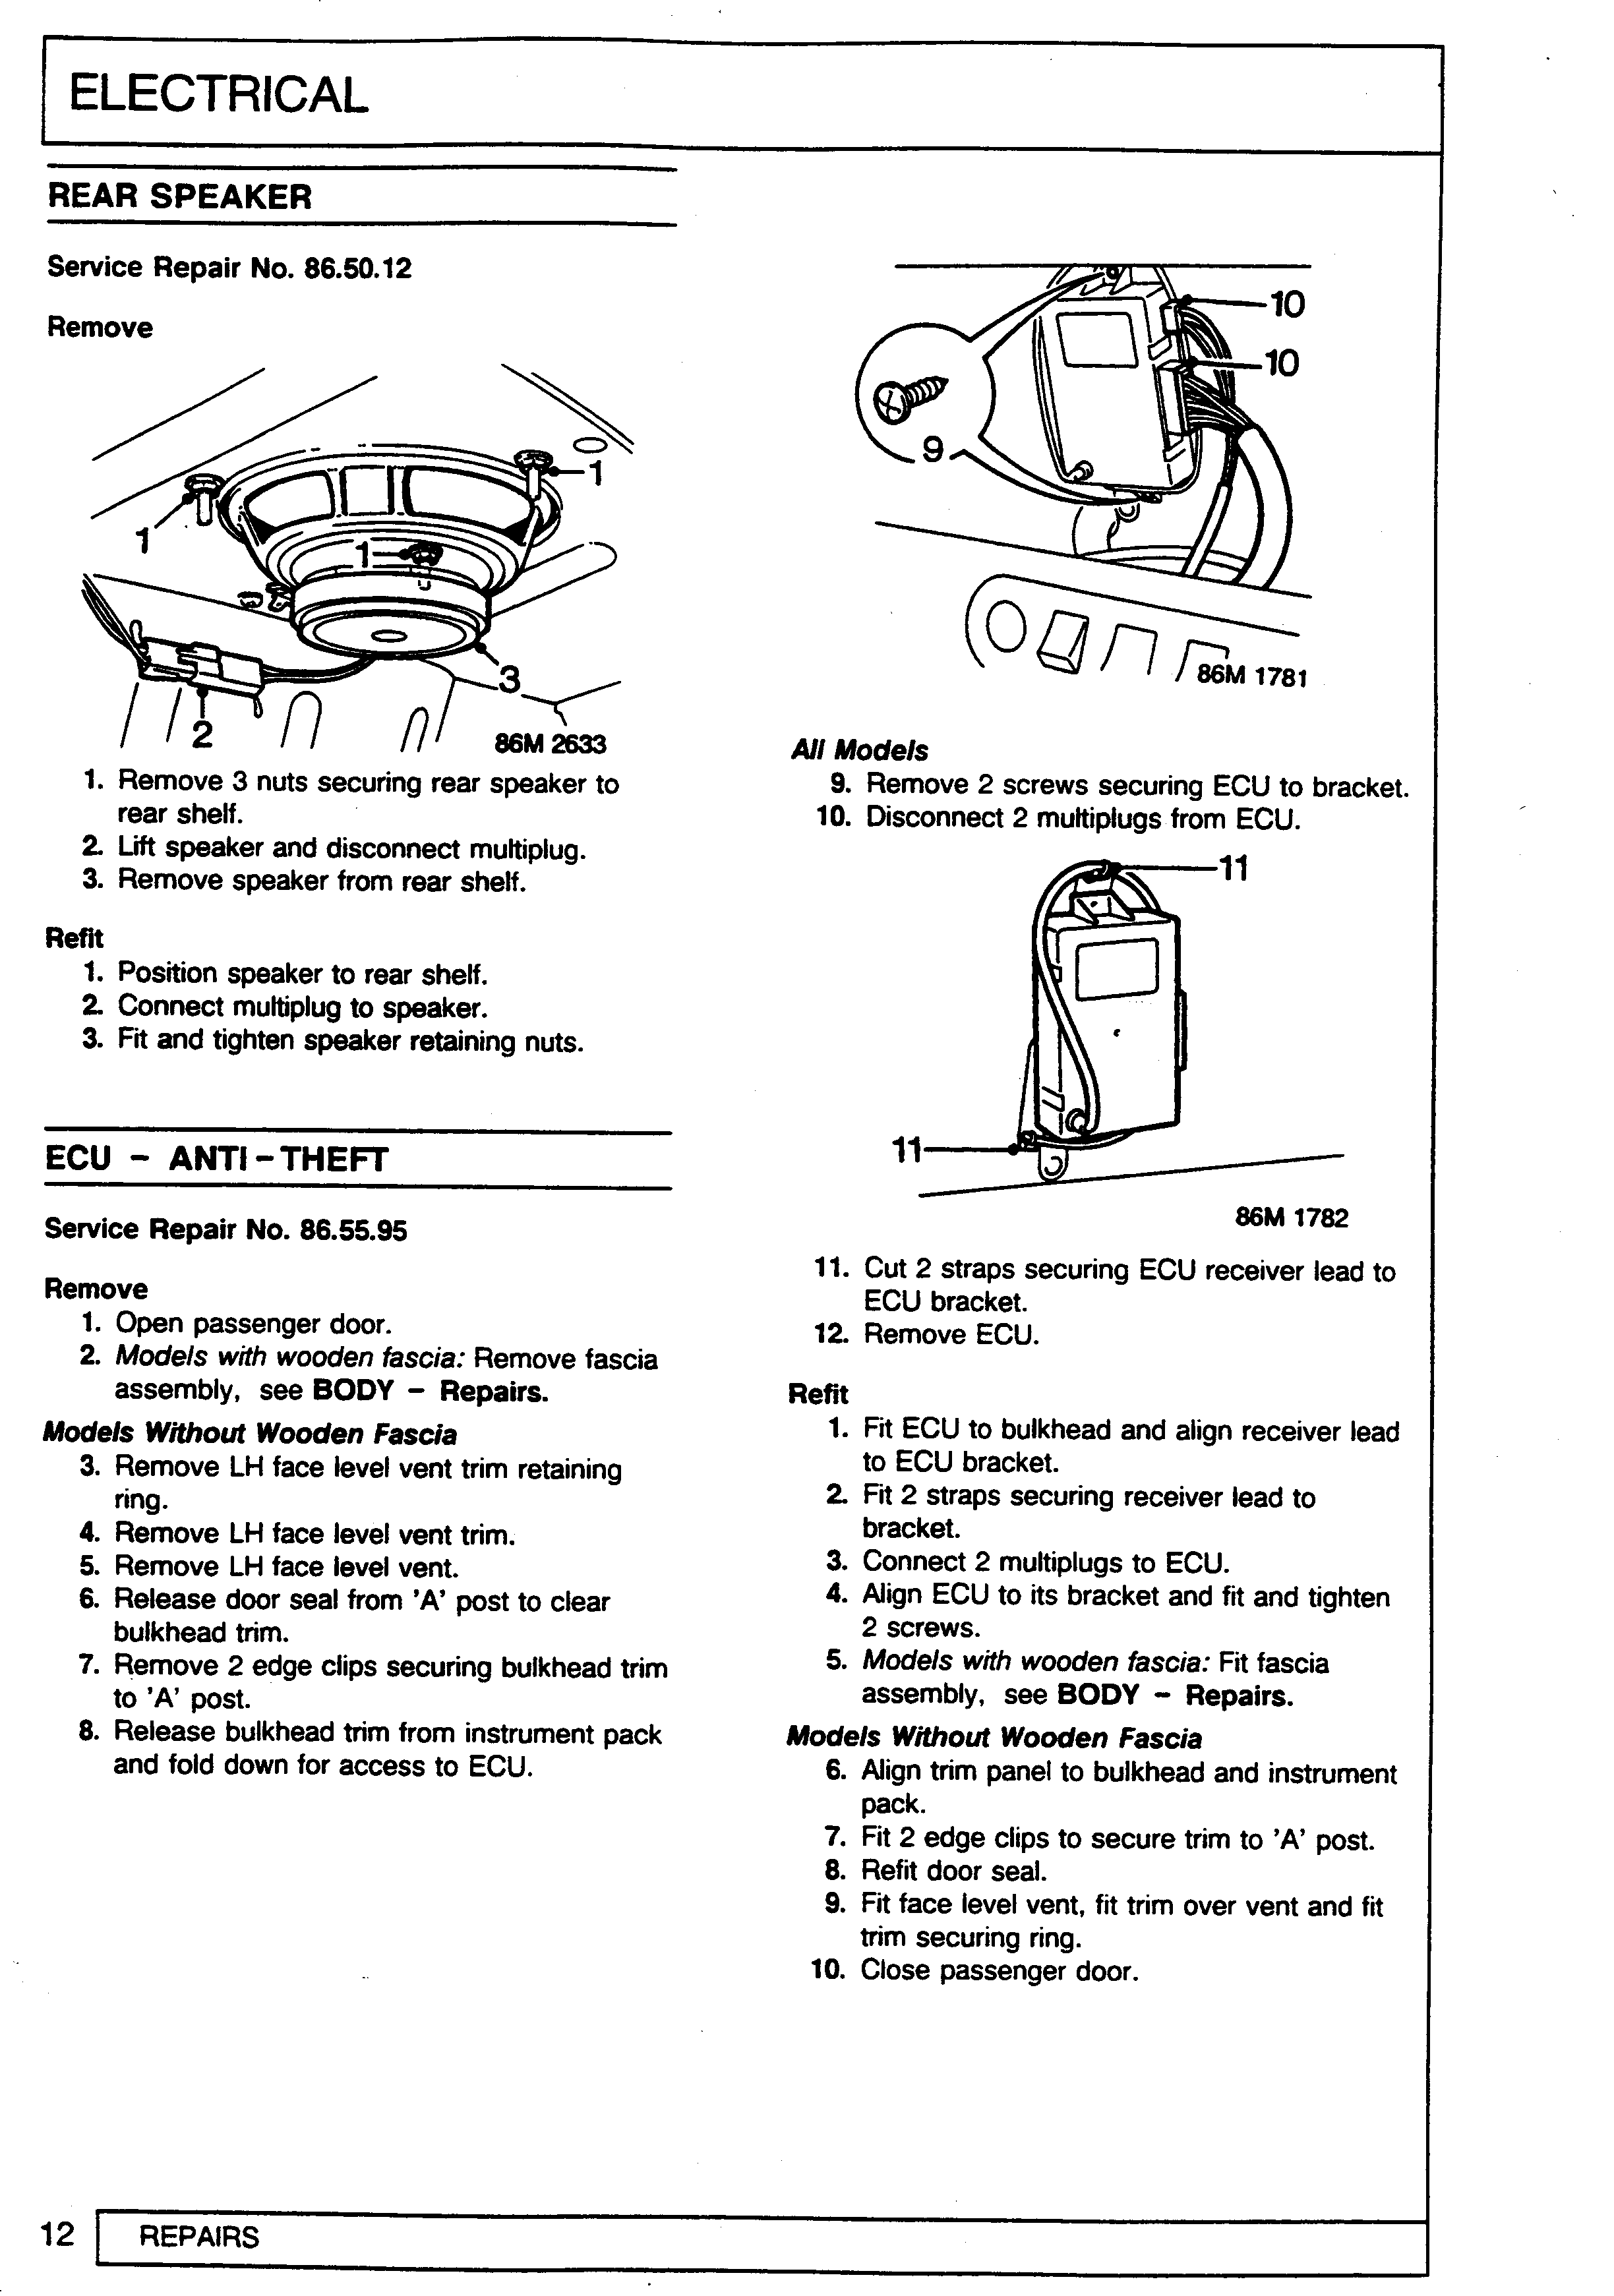 ELECTRICAL
REAR SPEAKER
Service Repair No. 86.50.12
Remove
1
1
1
3
2
86M 2633
1. Remove 3 nuts securing rear speaker to
rear shelf.
2. Lift speaker and disconnect multiplug.
3. Remove speaker from rear shelf.
Refit
1. Position speaker to rear shelf.
2. Connect multiplug to speaker.
3. Fit and tighten speaker retaining nuts.
ECU - ANTI-THEFT
Service Repair No. 86.55.95
Remove
1. Open passenger door.
2. Models with wooden fascia: Remove fascia
assembly, see BODY - Repairs.
Models Without Wooden Fascia
3. Remove LH face level vent trim retaining
ring.
4. Remove LH face level vent trim.
5. Remove LH face level vent.
6. Release door seal from 'A' post to clear
bulkhead trim.
7. Remove 2 edge clips securing bulkhead trim
to 'A' post.
8. Release bulkhead trim from instrument pack
and fold down for access to ECU.
10
10
9
86M 1781
All Models
9. Remove 2 screws securing ECU to bracket.
10. Disconnect 2 multiplugs from ECU.
11
11
86M 1782
11. Cut 2 straps securing ECU receiver lead to
ECU bracket.
12. Remove ECU.
Refit
1. Fit ECU to bulkhead and align receiver lead
to ECU bracket.
2. Fit 2 straps securing receiver lead to
bracket.
3. Connect 2 multiplugs to ECU.
4. Align ECU to its bracket and fit and tighten
2 screws.
5. Models with wooden fascia: Fit fascia
assembly, see BODY - Repairs.
Models Without Wooden Fascia
6. Align trim panel to bulkhead and instrument
pack.
7. Fit 2 edge clips to secure trim to 'A' post.
8. Refit door seal.
9. Fit face level vent, fit trim over vent and fit
trim securing ring.
10. Close passenger door.
12
REPAIRS